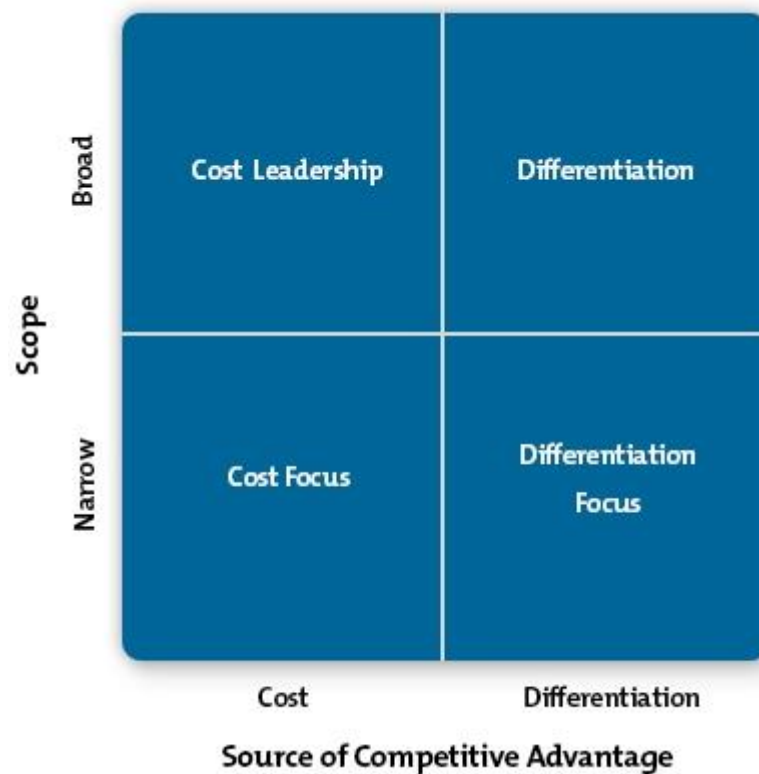 Scope
Broad
Cost Leadership
Differentiation
Narrow
Cost Focus
Differentiation
Focus
Cost
Differentiation
Source of Competitive Advantage